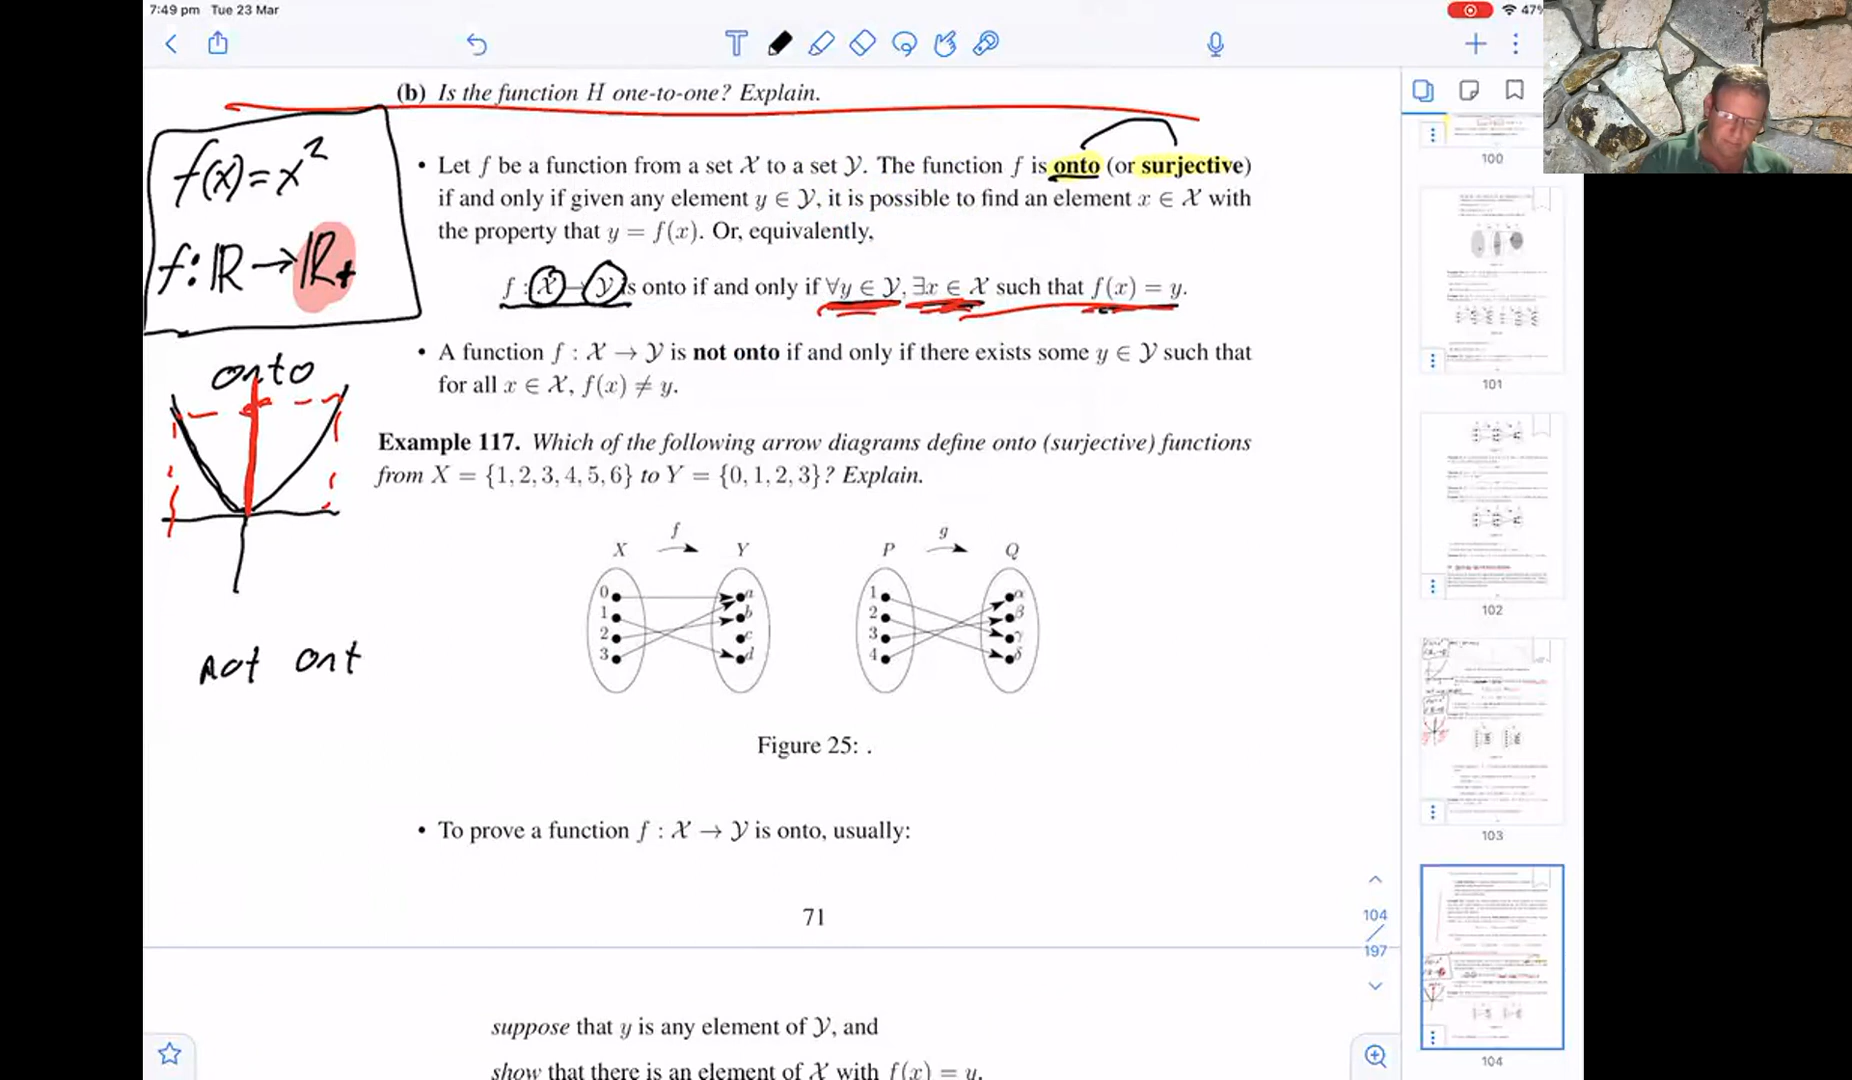 7:49 pm Tue 23 Mar
47%
(b) Is the function H one-to-one? Explain.
f(x)=x²
f:ℝ→ℝ₊
• Let f be a function from a set 𝒳 to a set 𝒴. The function f is onto (or surjective)
if and only if given any element y ∈ 𝒴, it is possible to find an element x ∈ 𝒳 with
the property that y = f(x). Or, equivalently,
f : 𝒳 → 𝒴 is onto if and only if ∀y ∈ 𝒴, ∃x ∈ 𝒳 such that f(x) = y.
• A function f : 𝒳 → 𝒴 is not onto if and only if there exists some y ∈ 𝒴 such that
for all x ∈ 𝒳, f(x) ≠ y.
onto
Example 117. Which of the following arrow diagrams define onto (surjective) functions
from X = {1, 2, 3, 4, 5, 6} to Y = {0, 1, 2, 3}? Explain.
X f Y P g Q
0 a 1 α
1 b 2 β
2 c 3 γ
3 d 4 δ
not ont
Figure 25: .
• To prove a function f : 𝒳 → 𝒴 is onto, usually:
71
suppose that y is any element of 𝒴, and
show that there is an element of 𝒳 with f(x) = y.
100
101
102
103
104
104
/
197